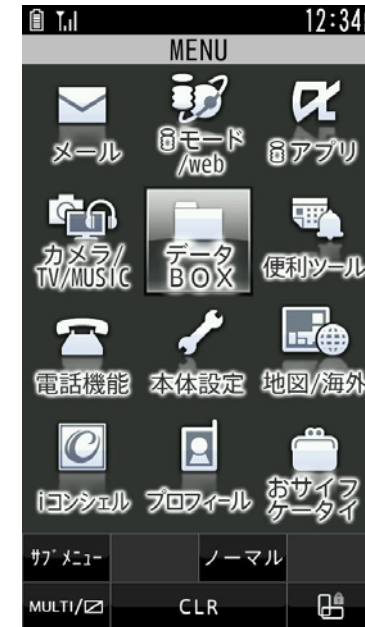 12:34
MENU
メール
iモード
/web
iアプリ
カメラ/
TV/MUSIC
データ
BOX
便利ツール
電話機能
本体設定
地図/海外
iコンシェル
プロフィール
おサイフ
ケータイ
ｻﾌﾞﾒﾆｭｰ
ノーマル
MULTI/
CLR